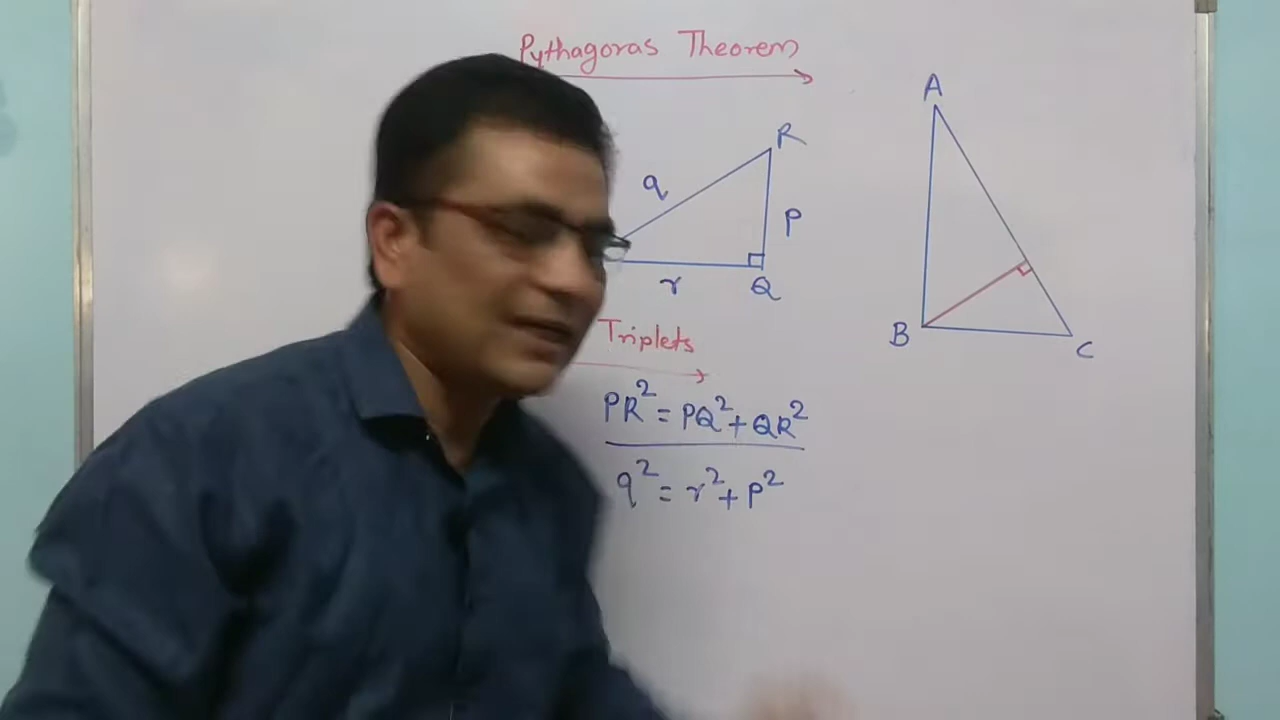 Pythagoras Theorem
R
q
P
r
Q
Triplets
PR² = PQ² + QR²
q² = r² + p²
A
B
C